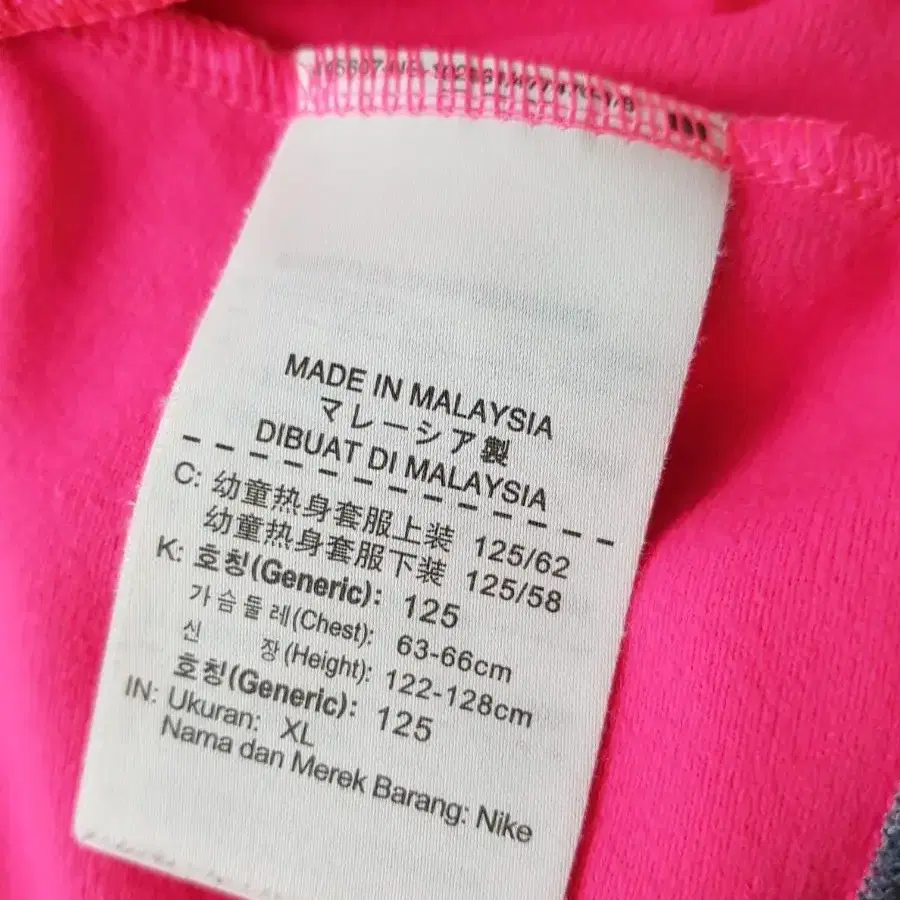 MADE IN MALAYSIA
マレーシア製
DIBUAT DI MALAYSIA
C: 幼童热身套服上装 125/62
幼童热身套服下装 125/58
K: 호칭(Generic): 125
가슴둘레(Chest): 63-66cm
신 장(Height): 122-128cm
호칭(Generic): 125
IN: Ukuran: XL
Nama dan Merek Barang: Nike